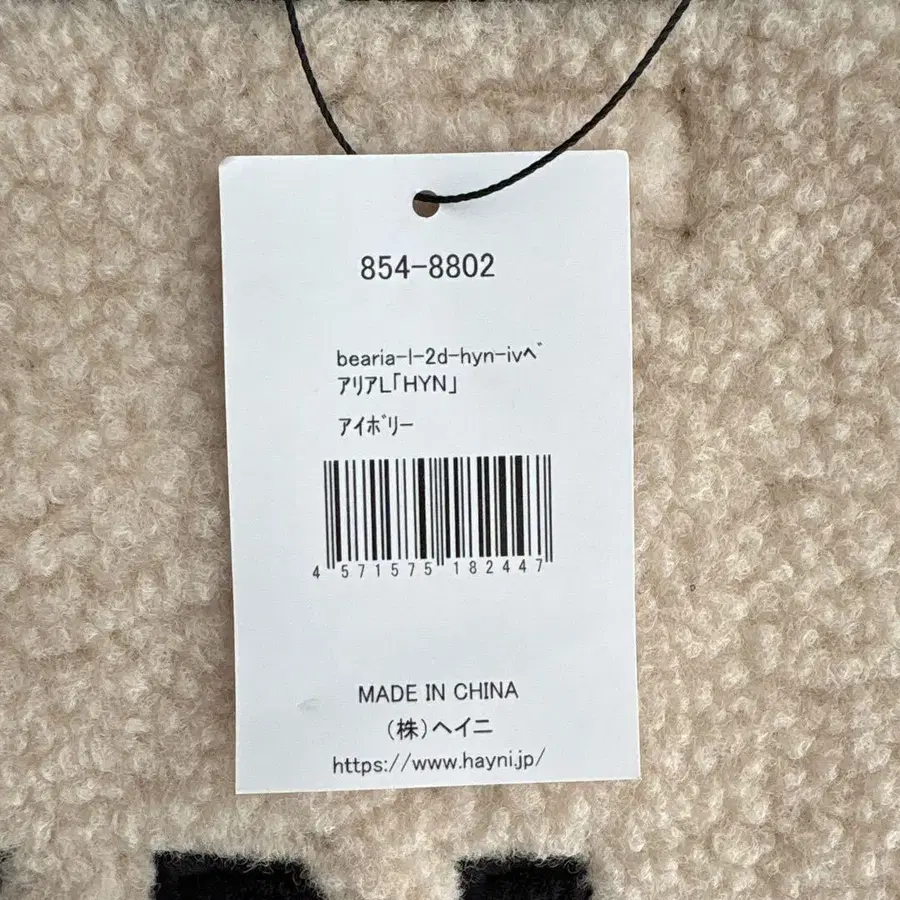 854-8802
bearia-l-2d-hyn-ivﾍﾞ
ｱﾘｱL｢HYN｣
ｱｲﾎﾞﾘｰ
4 571575 182447
MADE IN CHINA
（株）ヘイニ
https://www.hayni.jp/